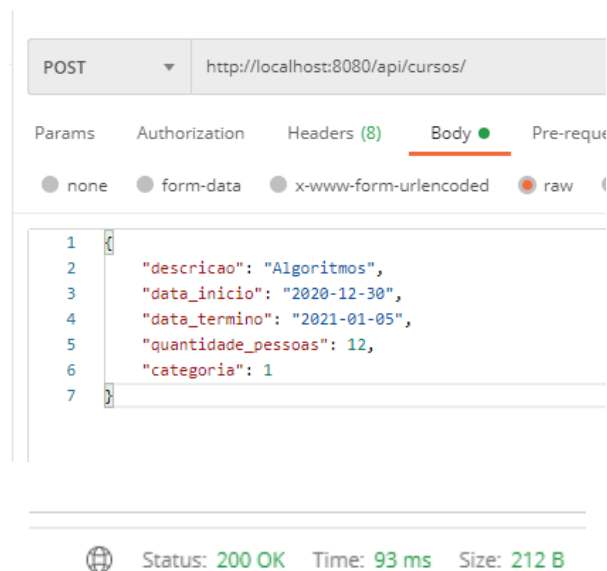 POST http://localhost:8080/api/cursos/
Params Authorization Headers (8) Body Pre-reque
none form-data x-www-form-urlencoded raw
1 {
2 "descricao": "Algoritmos",
3 "data_inicio": "2020-12-30",
4 "data_termino": "2021-01-05",
5 "quantidade_pessoas": 12,
6 "categoria": 1
7 }
Status: 200 OK Time: 93 ms Size: 212 B